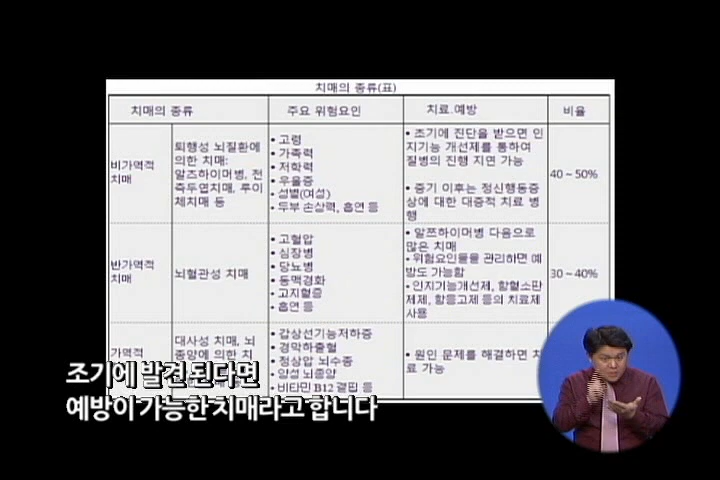 치매의 종류(표)
치매의 종류
주요 위험요인
치료.예방
비율
비가역적
치매
퇴행성 뇌질환에
의한 치매:
알츠하이머병, 전
측두엽치매, 루이
체치매 등
• 고령
• 가족력
• 저학력
• 우울증
• 성별(여성)
• 두부 손상력, 흡연 등
• 조기에 진단을 받으면 인
지기능 개선제를 통하여
질병의 진행 지연 가능
• 중기 이후는 정신행동증
상에 대한 대증적 치료 병
행
40~50%
반가역적
치매
뇌혈관성 치매
• 고혈압
• 심장병
• 당뇨병
• 동맥경화
• 고지혈증
• 흡연 등
• 알쯔하이머병 다음으로
많은 치매
• 위험요인들을 관리하면 예
방도 가능함
• 인지기능개선제, 항혈소판
제제, 항응고제 등의 치료제
사용
30~40%
가역적
대사성 치매, 뇌
종양에 의한 치
• 갑상선기능저하증
• 경막하출혈
• 정상압 뇌수종
• 양성 뇌종양
• 비타민 B12 결핍 등
• 원인 문제를 해결하면 치
료 가능
조기에 발견 된다면
예방이 가능한 치매라고 합니다